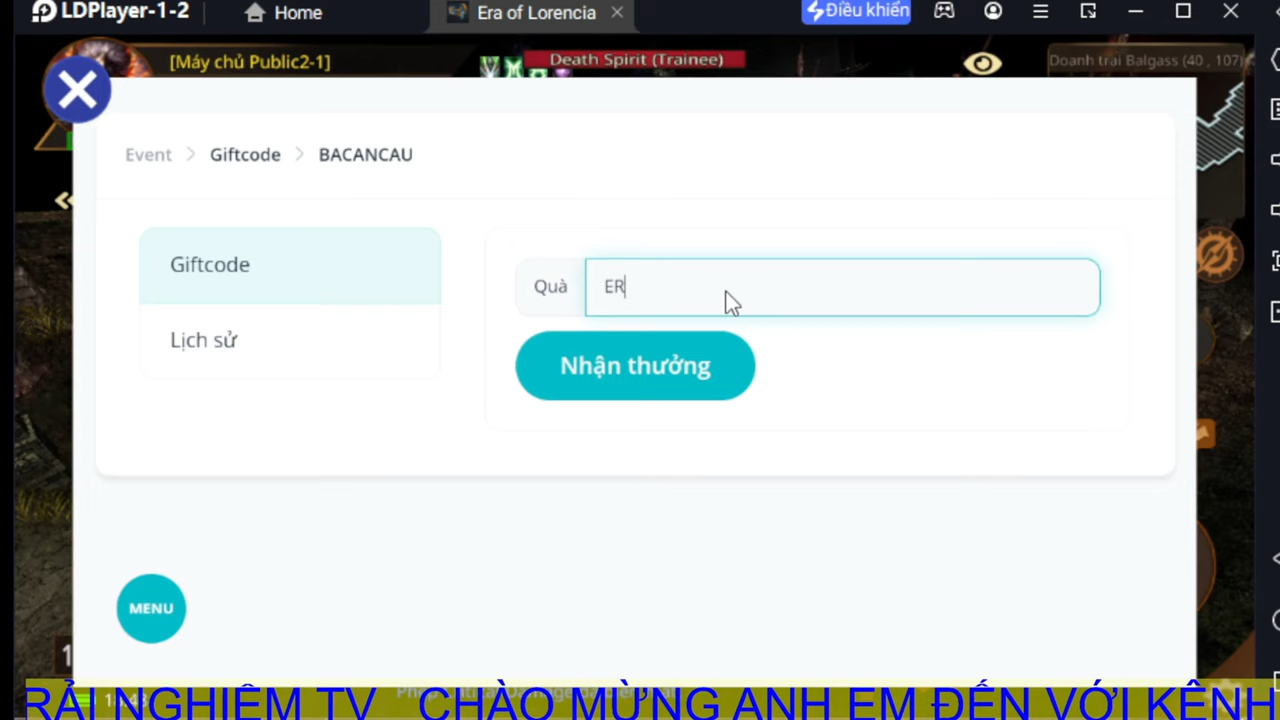 LDPlayer-1-2
Home
Era of Lorencia
Điều khiển
[Máy chủ Public2-1]
Death Spirit (Trainee)
Doanh trại Balgass (40 , 107)
Event > Giftcode > BACANCAU
Giftcode
Lịch sử
Quà
ER
Nhận thưởng
MENU
RẢI NGHIỆM TV CHÀO MỪNG ANH EM ĐẾN VỚI KÊNH